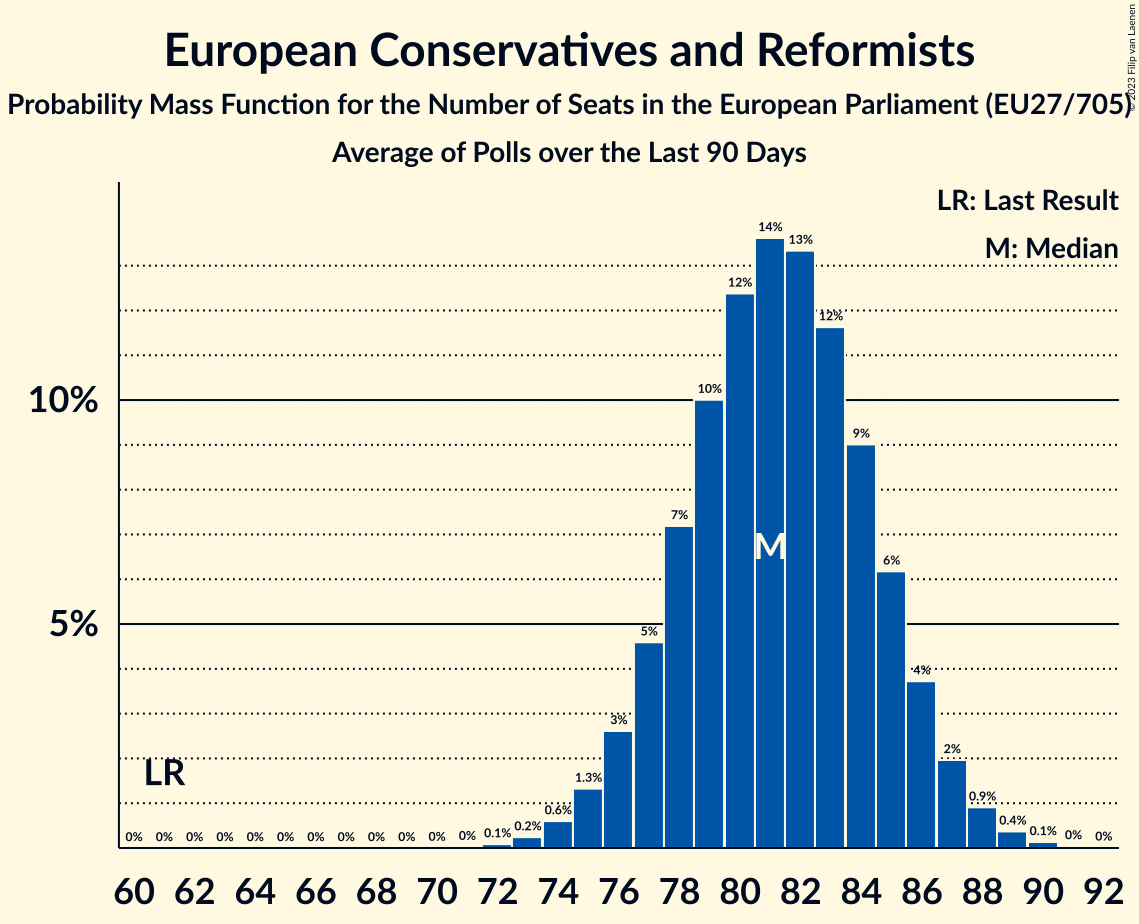 European Conservatives and Reformists
Probability Mass Function for the Number of Seats in the European Parliament (EU27/705)
Average of Polls over the Last 90 Days
© 2023 Filip van Laenen
LR: Last Result
M: Median
10%
5%
LR
M
0% 0% 0% 0% 0% 0% 0% 0% 0% 0% 0% 0% 0.1% 0.2% 0.6% 1.3% 3% 5% 7% 10% 12% 14% 13% 12% 9% 6% 4% 2% 0.9% 0.4% 0.1% 0% 0%
60 62 64 66 68 70 72 74 76 78 80 82 84 86 88 90 92